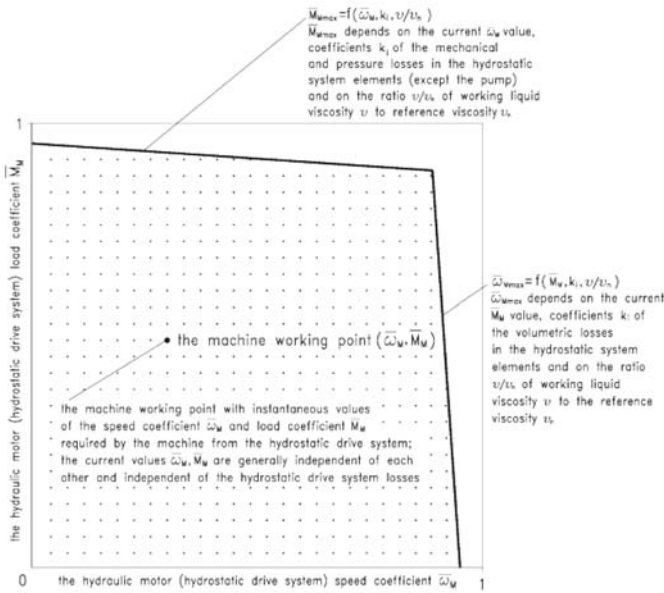 M̅Mmax=f(ω̅M, ki, υ/υn)
M̅Mmax depends on the current ω̅M value,
coefficients ki of the mechanical
and pressure losses in the hydrostatic
system elements (except the pump)
and on the ratio υ/υn of working liquid
viscosity υ to reference viscosity υn
1
the hydraulic motor (hydrostatic drive system) load coefficient M̅M
ω̅Mmax=f(M̅M, ki, υ/υn)
ω̅Mmax depends on the current
M̅M value, coefficients ki of
the volumetric losses
in the hydrostatic system
elements and on the ratio
υ/υn of working liquid
viscosity υ to the reference
viscosity υn
the machine working point (ω̅M, M̅M)
the machine working point with instantaneous values
of the speed coefficient ω̅M and load coefficient M̅M
required by the machine from the hydrostatic drive system;
the current values ω̅M, M̅M are generally independent of each
other and independent of the hydrostatic drive system losses
0
the hydraulic motor (hydrostatic drive system) speed coefficient ω̅M
1